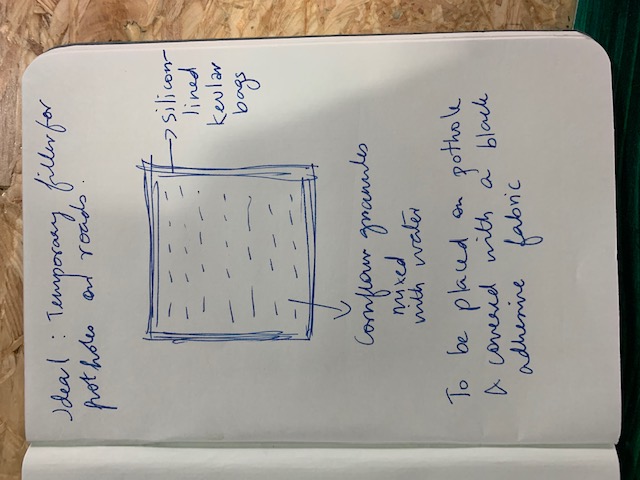 Idea1 : Temporary filler for
potholes on roads.
silicon-
lined
kevlar
bags
Cornflour granules
mixed
with water
To be placed on pothole
& covered with a black
adhesive fabric